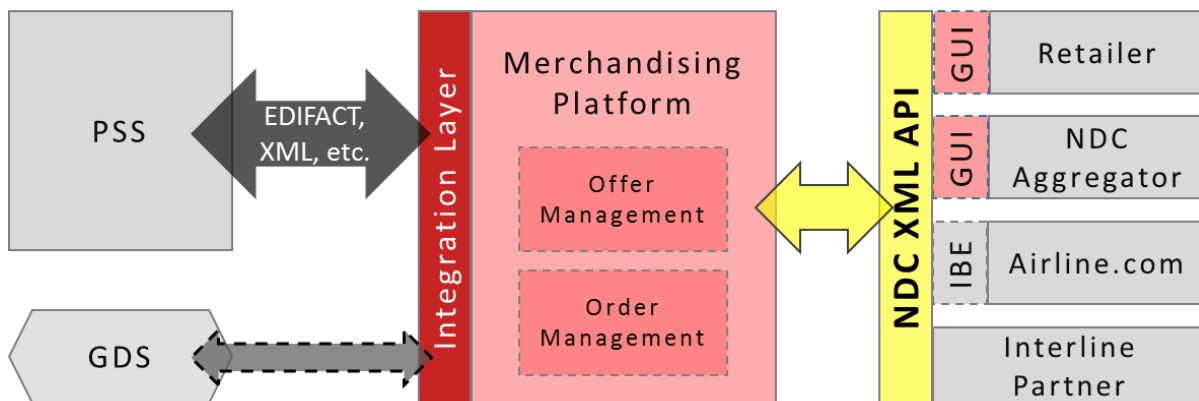 PSS
EDIFACT,
XML, etc.
GDS
Integration Layer
Merchandising
Platform
Offer
Management
Order
Management
NDC XML API
GUI
Retailer
GUI
NDC
Aggregator
IBE
Airline.com
Interline
Partner